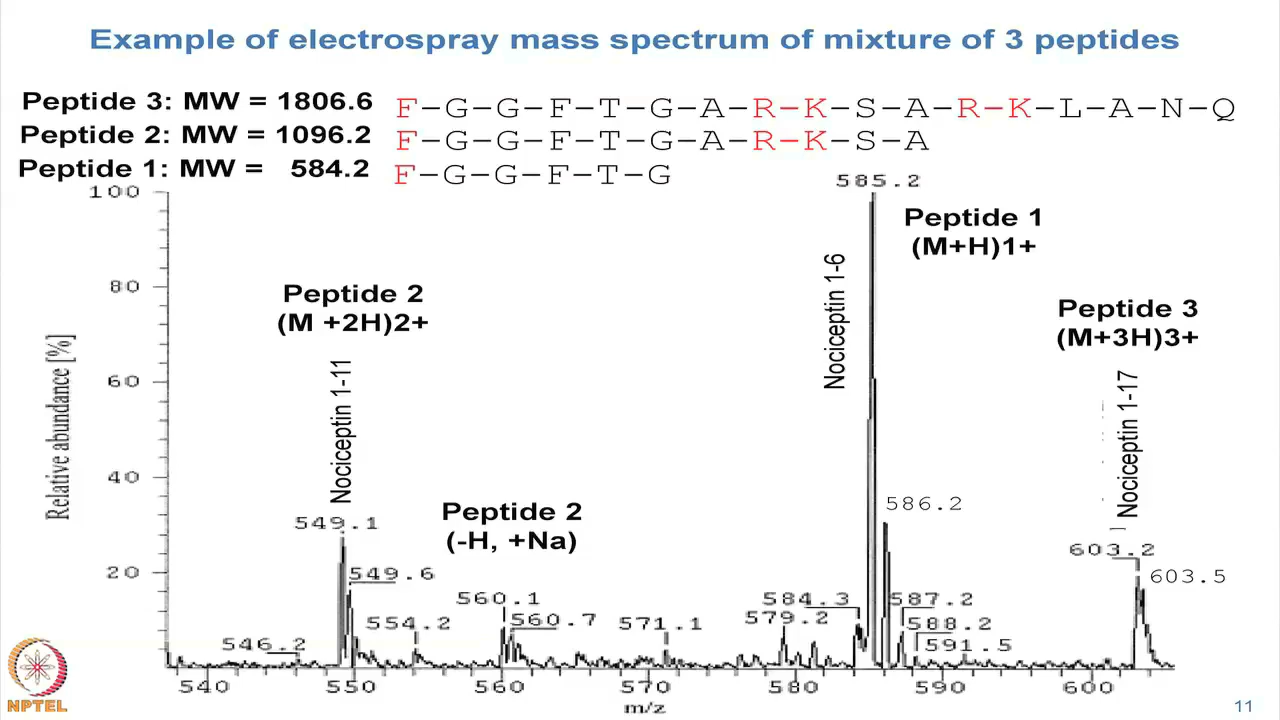 Example of electrospray mass spectrum of mixture of 3 peptides
Peptide 3: MW = 1806.6 F-G-G-F-T-G-A-R-K-S-A-R-K-L-A-N-Q
Peptide 2: MW = 1096.2 F-G-G-F-T-G-A-R-K-S-A
Peptide 1: MW = 584.2 F-G-G-F-T-G
100
80
60
40
20
Relative abundance [%]
585.2
Peptide 1
(M+H)1+
Nociceptin 1-6
Peptide 2
(M +2H)2+
Nociceptin 1-11
Peptide 3
(M+3H)3+
Nociceptin 1-17
Peptide 2
(-H, +Na)
549.1
549.6
546.2
554.2
560.1
560.7
571.1
579.2
584.3
586.2
587.2
588.2
591.5
603.2
603.5
540 550 560 570 580 590 600
m/z
NPTEL
11